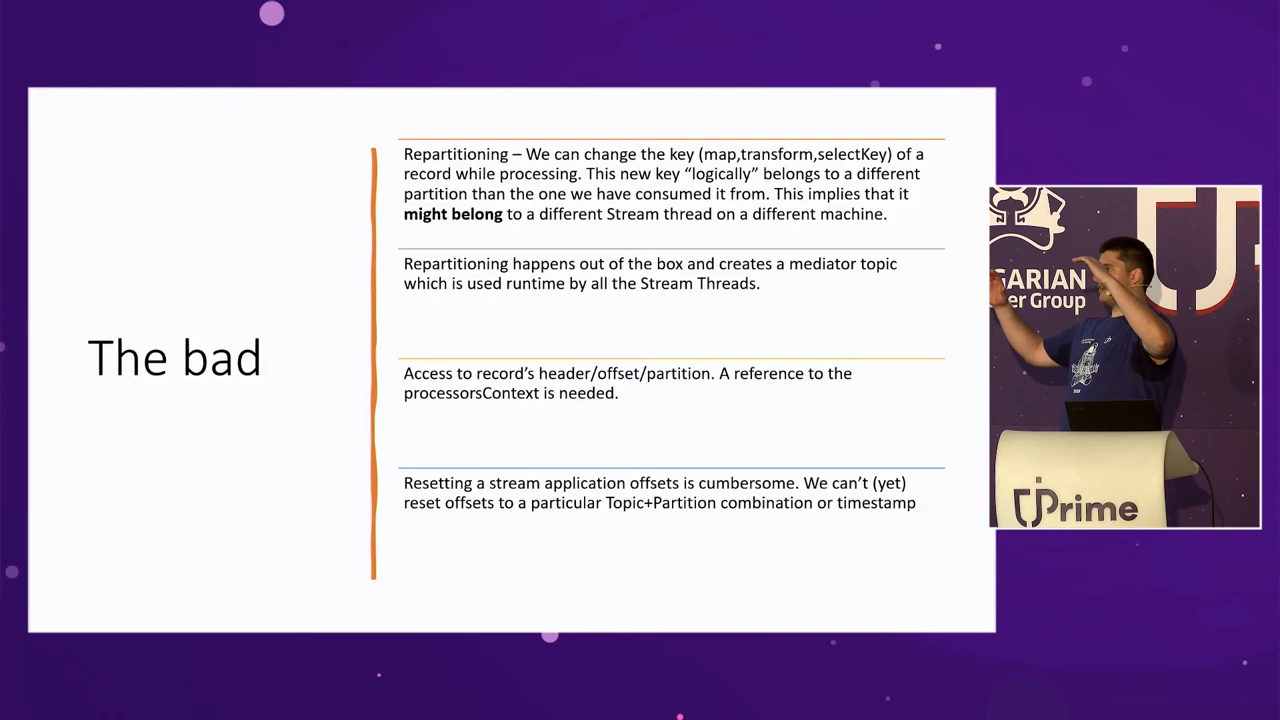 The bad
Repartitioning – We can change the key (map,transform,selectKey) of a
record while processing. This new key “logically” belongs to a different
partition than the one we have consumed it from. This implies that it
might belong to a different Stream thread on a different machine.
Repartitioning happens out of the box and creates a mediator topic
which is used runtime by all the Stream Threads.
Access to record’s header/offset/partition. A reference to the
processorsContext is needed.
Resetting a stream application offsets is cumbersome. We can’t (yet)
reset offsets to a particular Topic+Partition combination or timestamp
GARIAN
er Group
jPrime